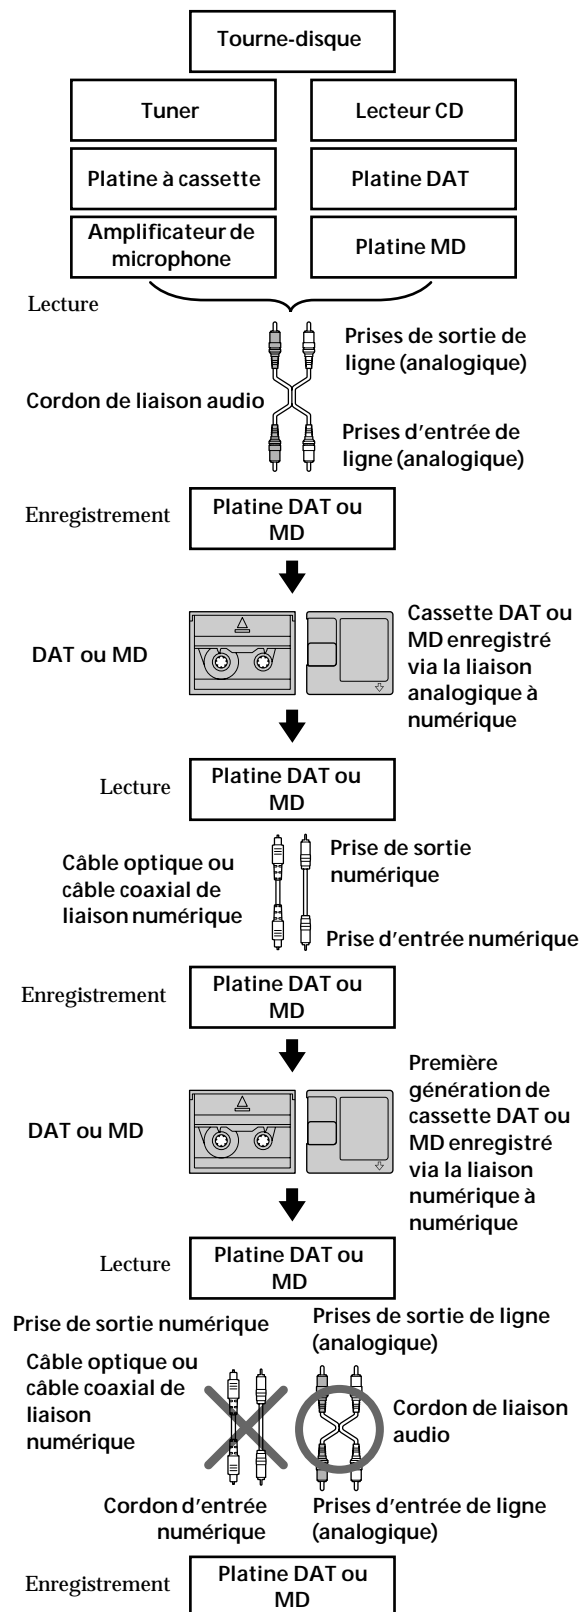 Tourne-disque
Tuner
Lecteur CD
Platine à cassette
Platine DAT
Amplificateur de
microphone
Platine MD
Lecture
Prises de sortie de
ligne (analogique)
Cordon de liaison audio
Prises d'entrée de
ligne (analogique)
Enregistrement
Platine DAT ou
MD
DAT ou MD
Cassette DAT ou
MD enregistré
via la liaison
analogique à
numérique
Lecture
Platine DAT ou
MD
Câble optique ou
câble coaxial de
liaison numérique
Prise de sortie
numérique
Prise d'entrée numérique
Enregistrement
Platine DAT ou
MD
DAT ou MD
Première
génération de
cassette DAT ou
MD enregistré
via la liaison
numérique à
numérique
Lecture
Platine DAT ou
MD
Prise de sortie numérique
Prises de sortie de ligne
(analogique)
Câble optique ou
câble coaxial de
liaison
numérique
Cordon de liaison
audio
Cordon d'entrée
numérique
Prises d'entrée de ligne
(analogique)
Enregistrement
Platine DAT ou
MD